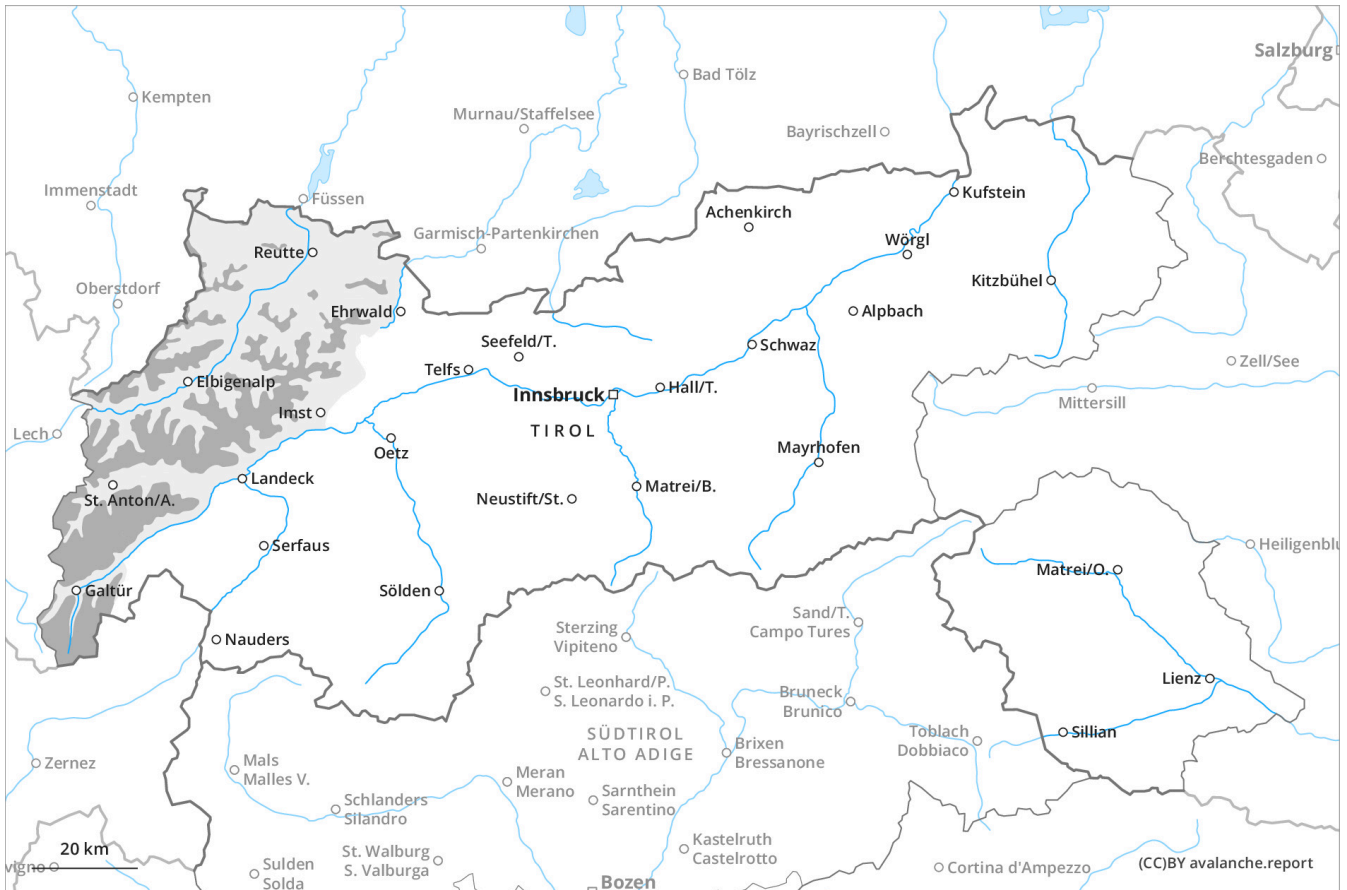 Salzburg
Bad Tölz
Kempten
Murnau/Staffelsee
Bayrischzell
Berchtesgaden
Immenstadt
Füssen
Kufstein
Achenkirch
Garmisch-Partenkirchen
Wörgl
Reutte
Kitzbühel
Oberstdorf
Ehrwald
Alpbach
Seefeld/T.
Schwaz
Zell/See
Telfs
Elbigenalp
Hall/T.
Innsbruck
Mittersill
Imst
TIROL
Lech
Oetz
Mayrhofen
Landeck
Matrei/B.
St. Anton/A.
Neustift/St.
Serfaus
Heiligenblu
Matrei/O.
Galtür
Sölden
Sand/T.
Campo Tures
Sterzing
Vipiteno
Nauders
Lienz
St. Leonhard/P.
S. Leonardo i. P.
Bruneck
Brunico
SÜDTIROL
ALTO ADIGE
Toblach
Dobbiaco
Sillian
Brixen
Bressanone
Zernez
Mals
Malles V.
Meran
Merano
Sarnthein
Sarentino
Schlanders
Silandro
Kastelruth
Castelrotto
20 km
St. Walburg
S. Valburga
vigno
Sulden
Solda
Cortina d'Ampezzo
(CC)BY avalanche.report
Bozen